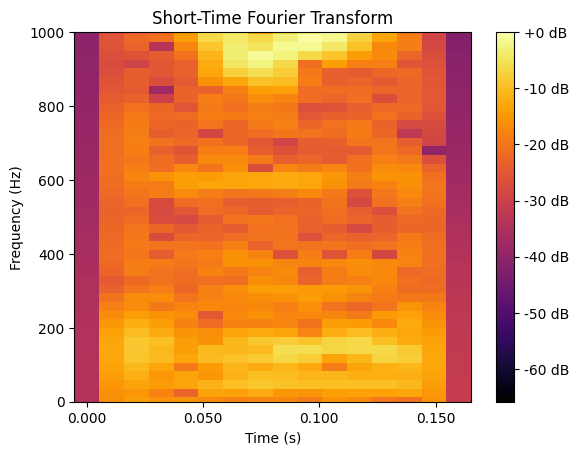 Short-Time Fourier Transform
1000
800
600
400
200
0
Frequency (Hz)
0.000
0.050
0.100
0.150
Time (s)
+0 dB
-10 dB
-20 dB
-30 dB
-40 dB
-50 dB
-60 dB